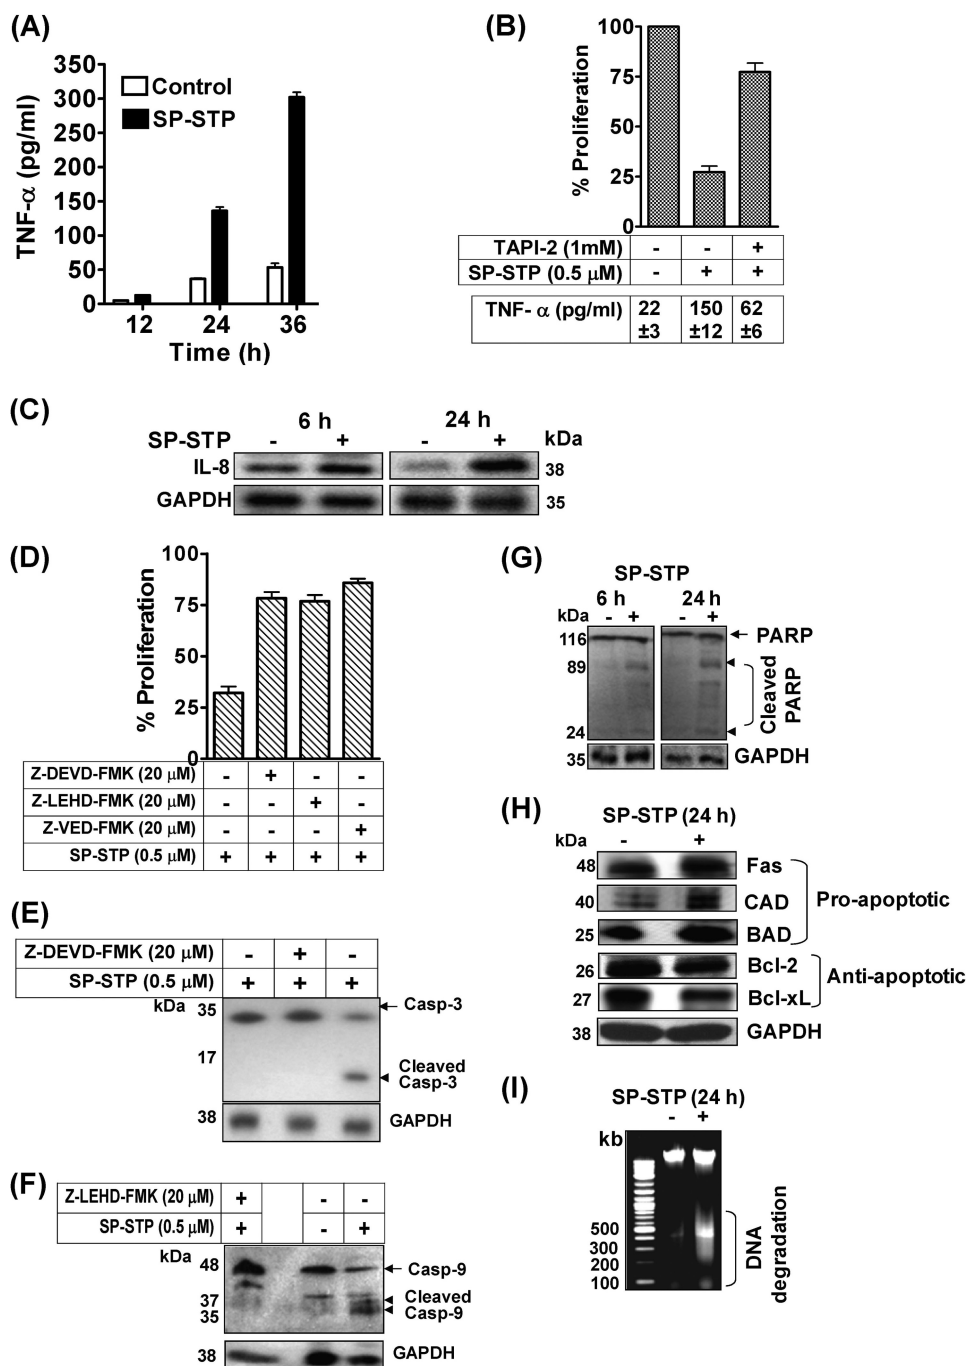 (A)
350
300
250
200
150
100
50
0
TNF-α (pg/ml)
Control
SP-STP
12 24 36
Time (h)
(B)
100
75
50
25
0
% Proliferation
TAPI-2 (1mM) - - +
SP-STP (0.5 μM) - + +
TNF- α (pg/ml) 22 150 62
±3 ±12 ±6
(C)
6 h 24 h
SP-STP - + - + kDa
IL-8 38
GAPDH 35
(D)
100
75
50
25
0
% Proliferation
Z-DEVD-FMK (20 μM) - + - -
Z-LEHD-FMK (20 μM) - - + -
Z-VED-FMK (20 μM) - - - +
SP-STP (0.5 μM) + + + +
(E)
Z-DEVD-FMK (20 μM) - + -
SP-STP (0.5 μM) + + +
kDa 35 Casp-3
17
Cleaved
Casp-3
38 GAPDH
(F)
Z-LEHD-FMK (20 μM) + - -
SP-STP (0.5 μM) + - +
kDa
48 Casp-9
37 Cleaved
35 Casp-9
38 GAPDH
(G)
SP-STP
6 h 24 h
kDa - + - +
116 PARP
89
Cleaved
PARP
24
35 GAPDH
(H)
SP-STP (24 h)
kDa - +
48 Fas
40 CAD
Pro-apoptotic
25 BAD
26 Bcl-2
Anti-apoptotic
27 Bcl-xL
38 GAPDH
(I)
SP-STP (24 h)
- +
kb
500
300
200
100
DNA
degradation